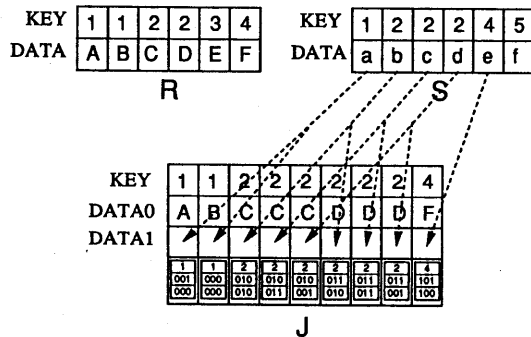 KEY 1 1 2 2 3 4
DATA A B C D E F
R
KEY 1 2 2 2 4 5
DATA a b c d e f
S
KEY 1 1 2 2 2 2 2 2 4
DATA0 A B C C C D D D F
DATA1
1 1 2 2 2 2 2 2 4
001 000 010 010 010 011 011 011 101
000 000 010 011 001 010 011 001 100
J